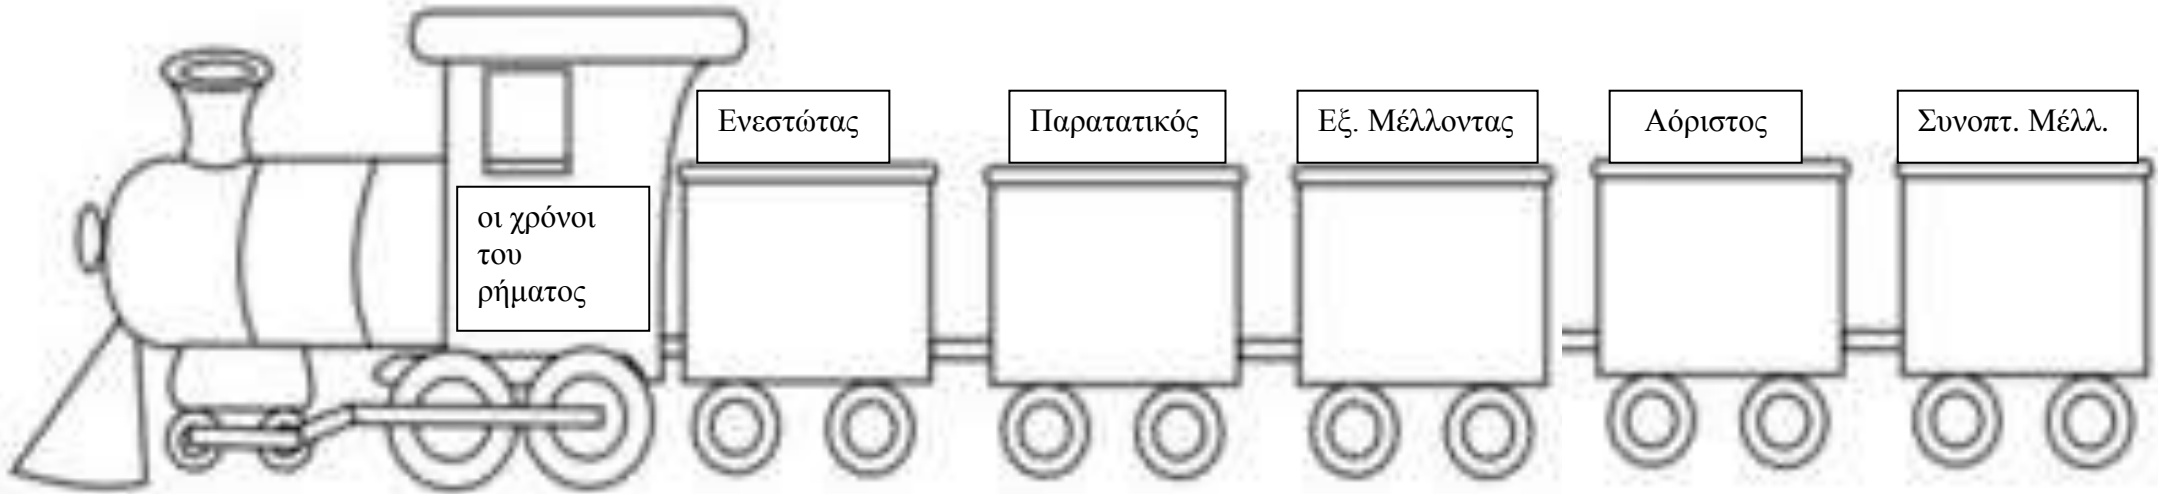 οι χρόνοι
του
ρήματος
Ενεστώτας
Παρατατικός
Εξ. Μέλλοντας
Αόριστος
Συνοπτ. Μέλλ.